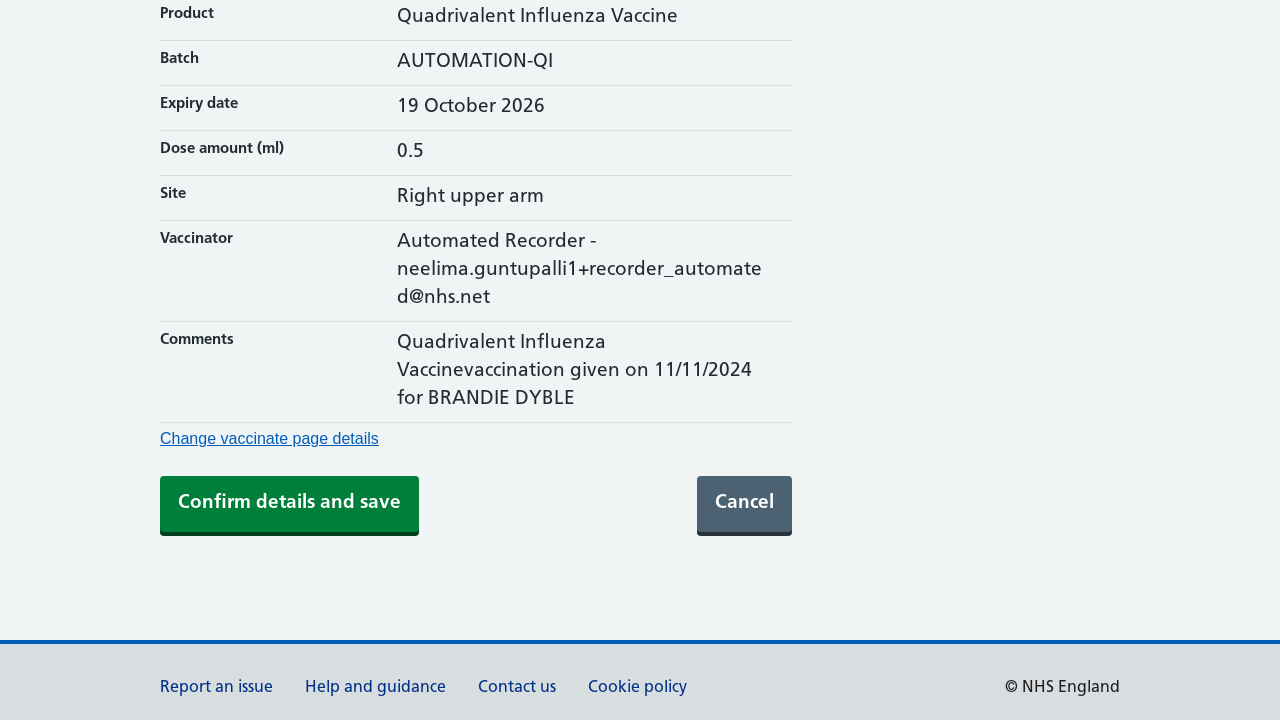 Product
Quadrivalent Influenza Vaccine
Batch
AUTOMATION-QI
Expiry date
19 October 2026
Dose amount (ml)
0.5
Site
Right upper arm
Vaccinator
Automated Recorder -
neelima.guntupalli1+recorder_automate
d@nhs.net
Comments
Quadrivalent Influenza
Vaccinevaccination given on 11/11/2024
for BRANDIE DYBLE
Change vaccinate page details
Confirm details and save
Cancel
Report an issue
Help and guidance
Contact us
Cookie policy
© NHS England